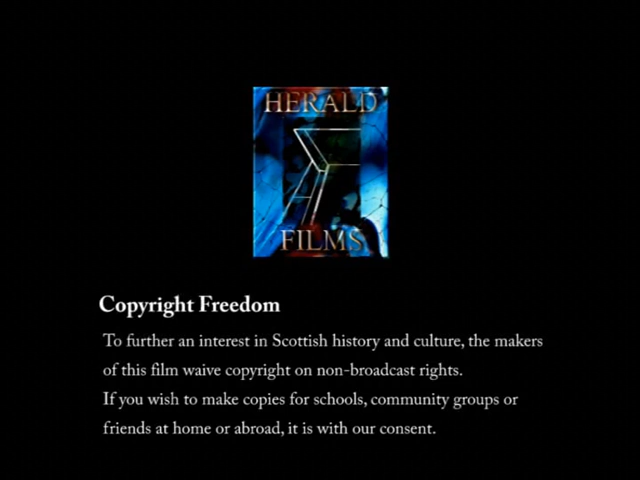 HERALD
FILMS
Copyright Freedom
To further an interest in Scottish history and culture, the makers
of this film waive copyright on non-broadcast rights.
If you wish to make copies for schools, community groups or
friends at home or abroad, it is with our consent.